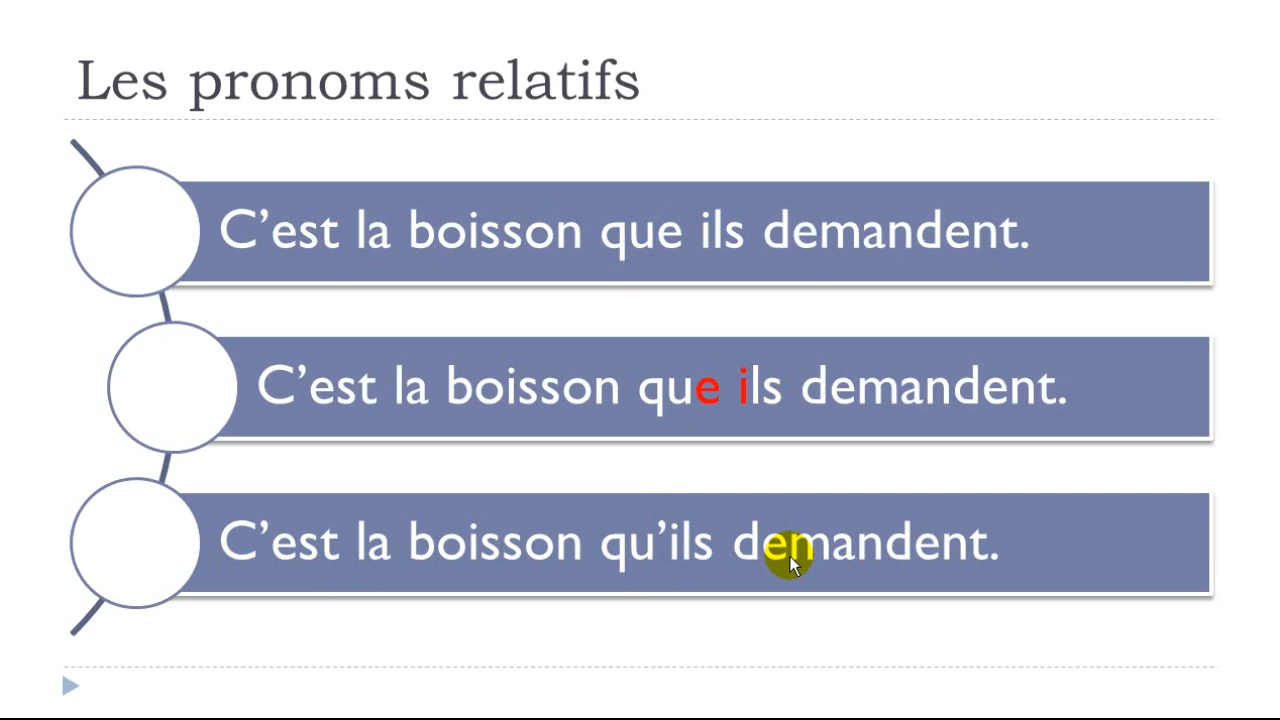 Les pronoms relatifs
C’est la boisson que ils demandent.
C’est la boisson que ils demandent.
C’est la boisson qu’ils demandent.